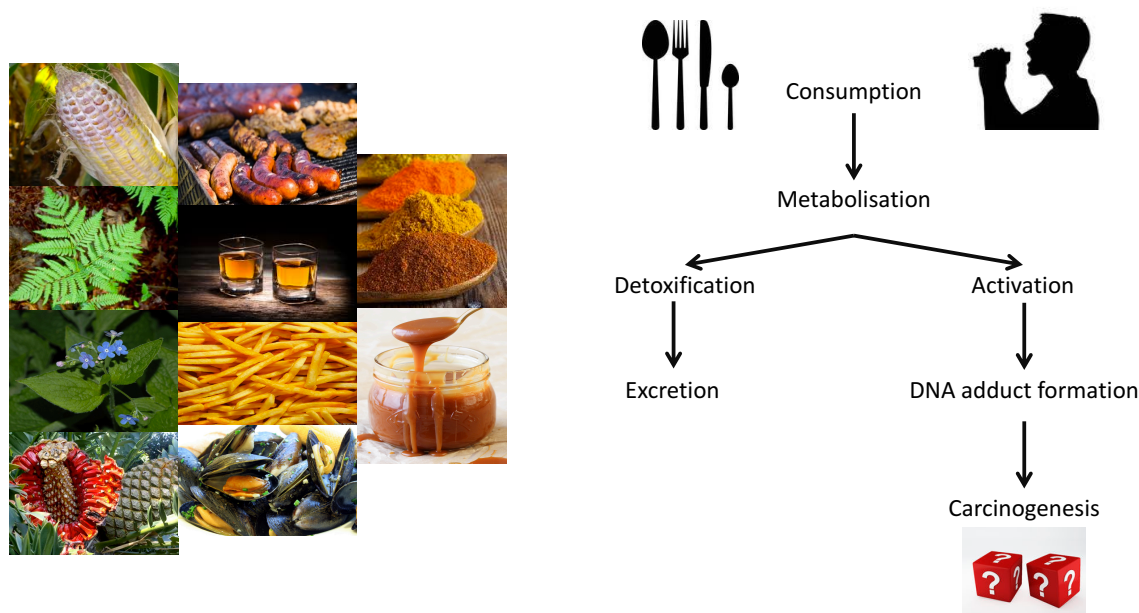 Consumption
Metabolisation
Detoxification
Activation
Excretion
DNA adduct formation
Carcinogenesis
? ? ? ?